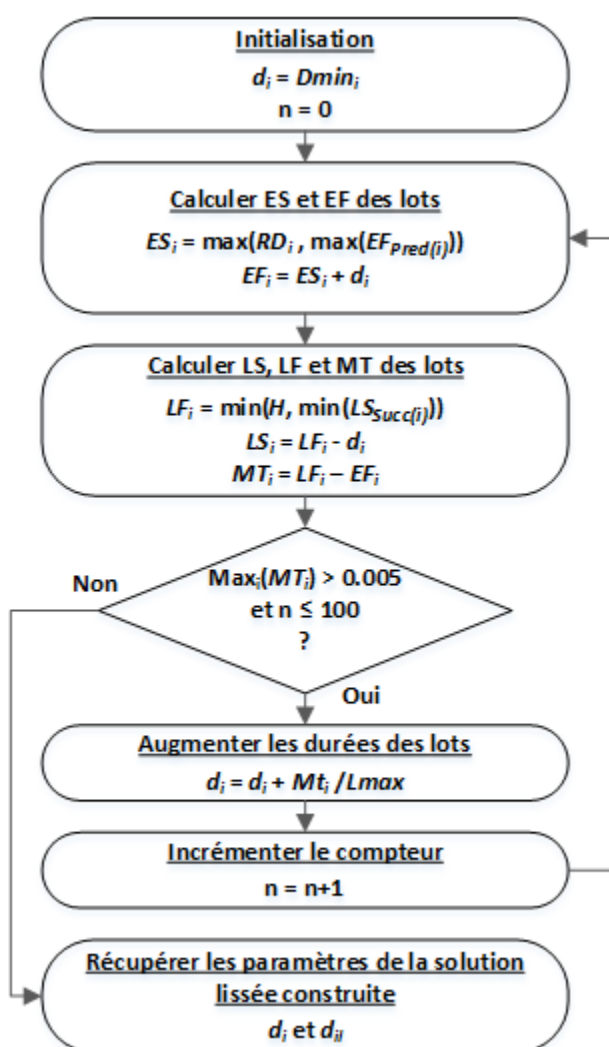 Initialisation
di = Dmini
n = 0
Calculer ES et EF des lots
ESi = max(RDi , max(EFPred(i)))
EFi = ESi + di
Calculer LS, LF et MT des lots
LFi = min(H, min(LSSucc(i)))
LSi = LFi - di
MTi = LFi – EFi
Maxi(MTi) > 0.005
et n ≤ 100
?
Non
Oui
Augmenter les durées des lots
di = di + Mti /Lmax
Incrémenter le compteur
n = n+1
Récupérer les paramètres de la solution
lissée construite
di et dil